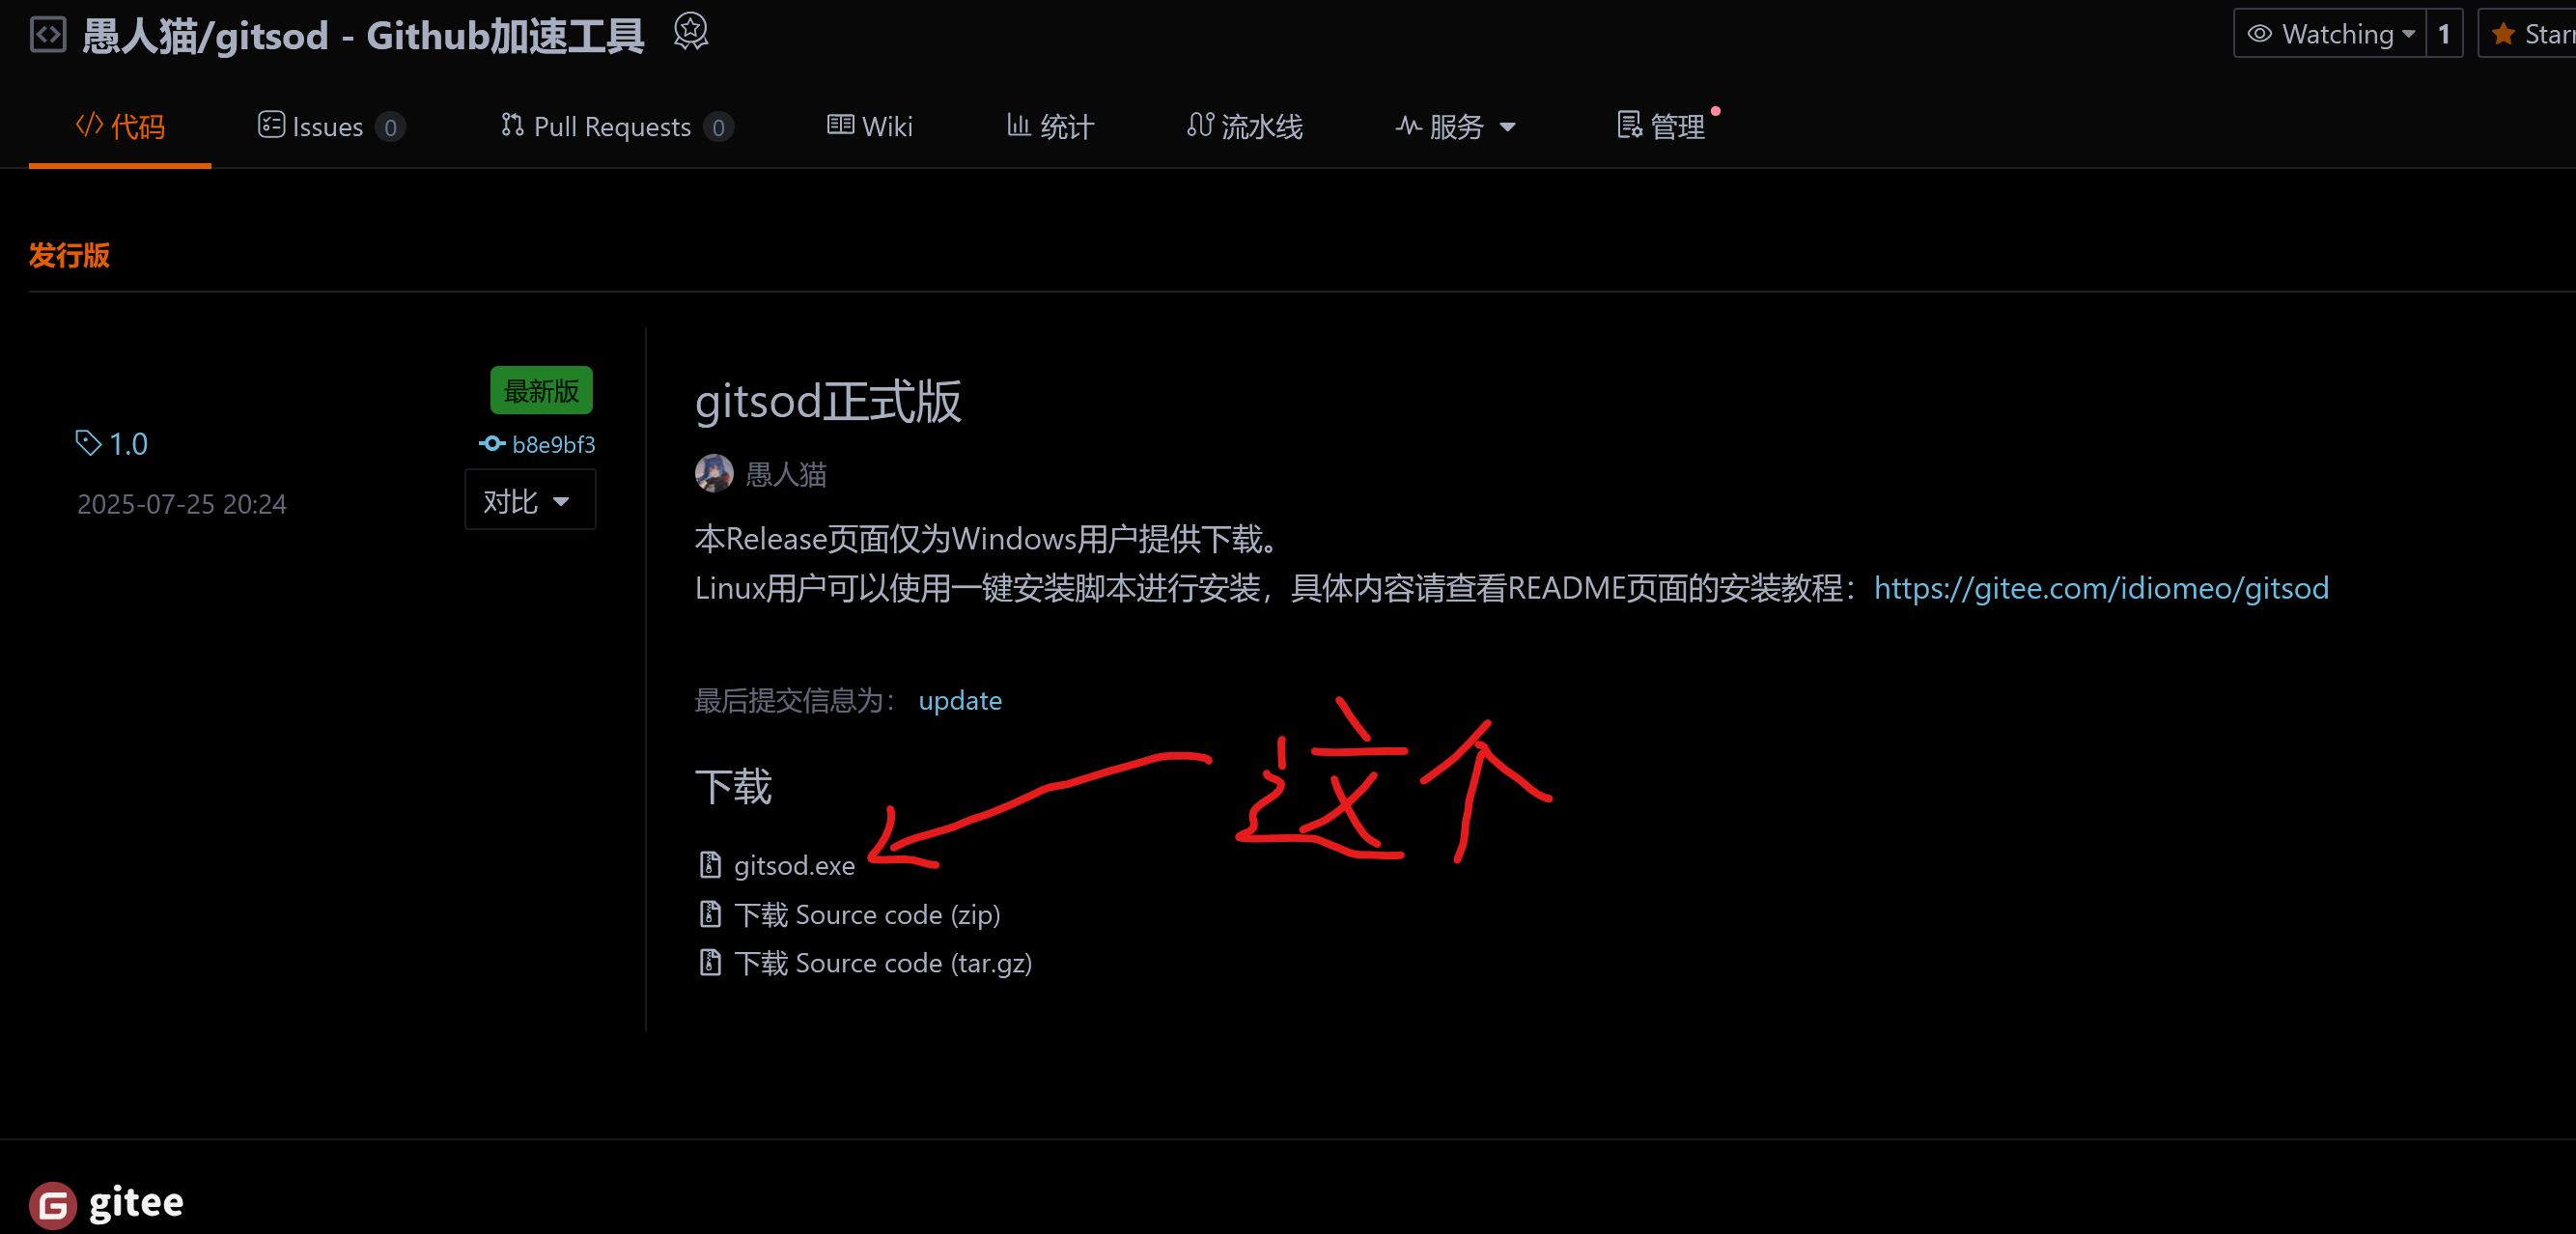 愚人猫/gitsod - Github加速工具
Watching 1
代码 Issues 0 Pull Requests 0 Wiki 统计 流水线 服务 管理
发行版
最新版
1.0 b8e9bf3
2025-07-25 20:24 对比
gitsod正式版
愚人猫
本Release页面仅为Windows用户提供下载。
Linux用户可以使用一键安装脚本进行安装，具体内容请查看README页面的安装教程：https://gitee.com/idiomeo/gitsod
最后提交信息为： update
这个
下载
gitsod.exe
下载 Source code (zip)
下载 Source code (tar.gz)
gitee